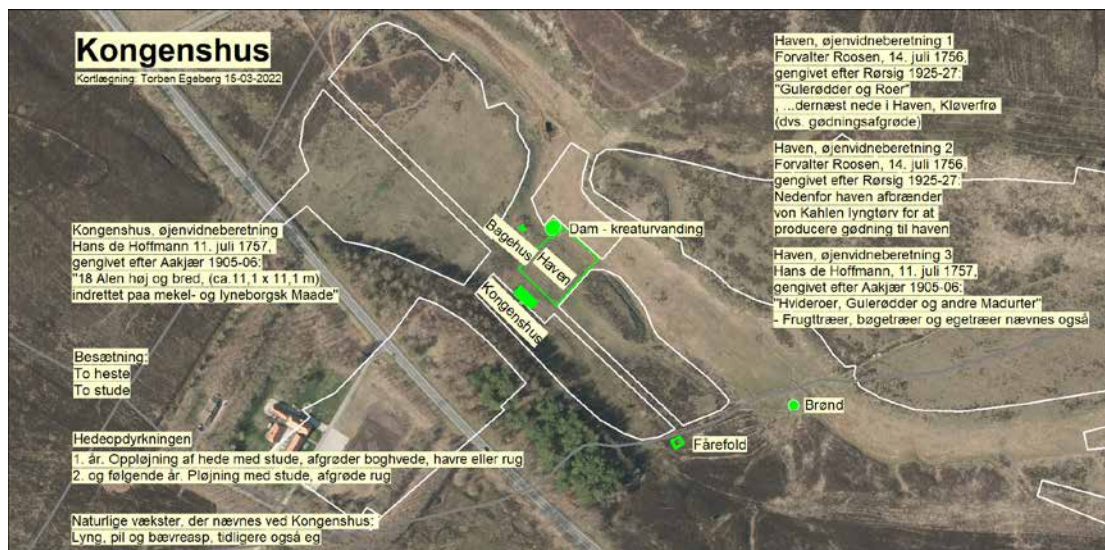 Kongenshus
Kortlægning: Torben Egeberg 15-03-2022
Kongenshus, øjenvidneberetning
Hans de Hoffmann 11. juli 1757,
gengivet efter Aakjær 1905-06:
"18 Alen høj og bred, (ca.11,1 x 11,1 m)
indrettet paa mekel- og lyneborgsk Maade"
Besætning:
To heste
To stude
Hedeopdyrkningen
1. år. Oppløjning af hede med stude, afgrøder boghvede, havre eller rug
2. og følgende år. Pløjning med stude, afgrøde rug
Naturlige vækster, der nævnes ved Kongenshus:
Lyng, pil og bævreasp, tidligere også eg
Bagehus
Dam - kreaturvanding
Haven
Kongenshus
Fårefold
Brønd
Haven, øjenvidneberetning 1
Forvalter Roosen, 14. juli 1756,
gengivet efter Rørsig 1925-27:
"Gulerødder og Roer"
, ...dernæst nede i Haven, Kløverfrø
(dvs. gødningsafgrøde)
Haven, øjenvidneberetning 2
Forvalter Roosen, 14. juli 1756,
gengivet efter Rørsig 1925-27:
Nedenfor haven afbrænder
von Kahlen lyngtørv for at
producere gødning til haven
Haven, øjenvidneberetning 3
Hans de Hoffmann, 11. juli 1757,
gengivet efter Aakjær 1905-06:
"Hvideroer, Gulerødder og andre Madurter"
- Frugttræer, bøgetræer og egetræer nævnes også